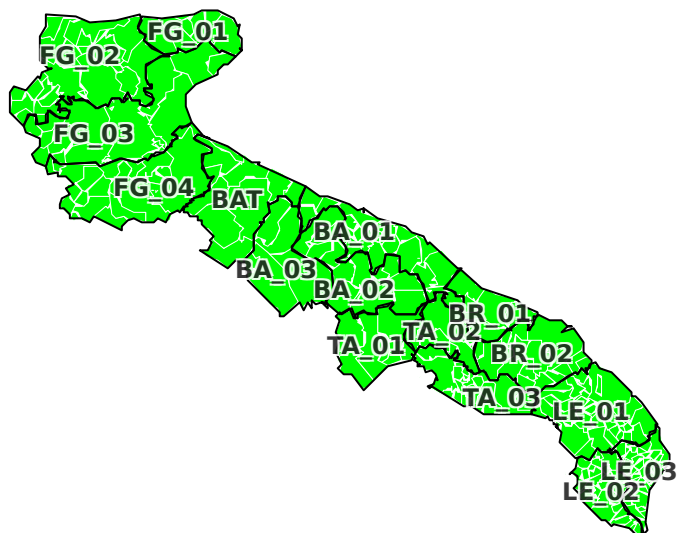 FG_01
FG_02
FG_03
FG_04
BAT
BA_01
BA_03
BA_02
BR_01
TA_02
TA_01
BR_02
TA_03
LE_01
LE_03
LE_02